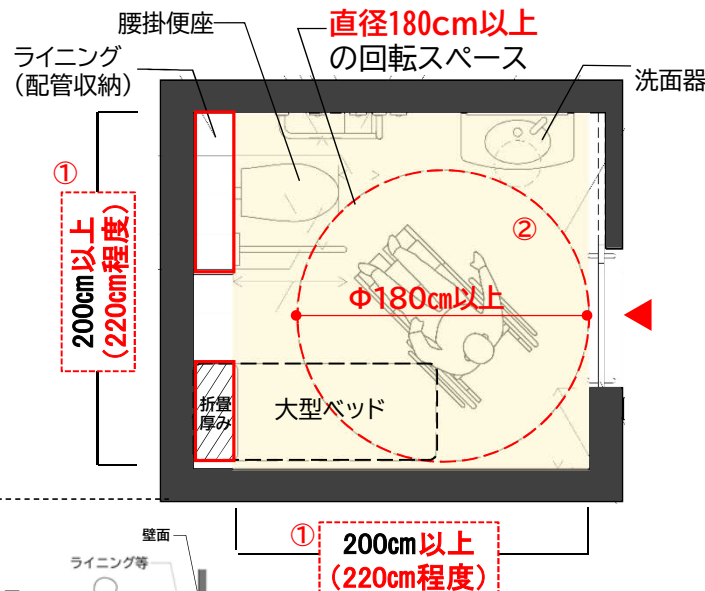 腰掛便座
直径180cm以上
の回転スペース
ライニング
(配管収納)
洗面器
①
200cm以上
(220cm程度)
②
Φ180㎝以上
折畳
厚み
大型ベッド
①
200cm以上
(220cm程度)
壁面
ライニング等